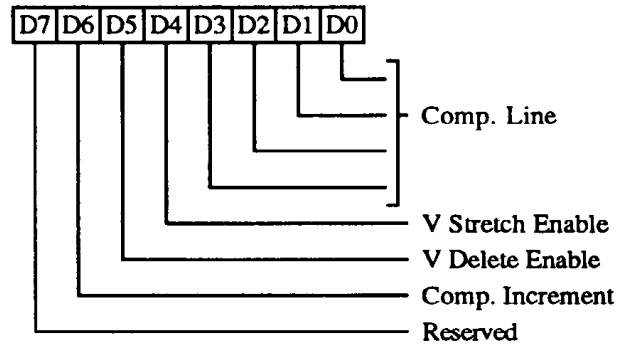 D7 D6 D5 D4 D3 D2 D1 D0
Comp. Line
V Stretch Enable
V Delete Enable
Comp. Increment
Reserved